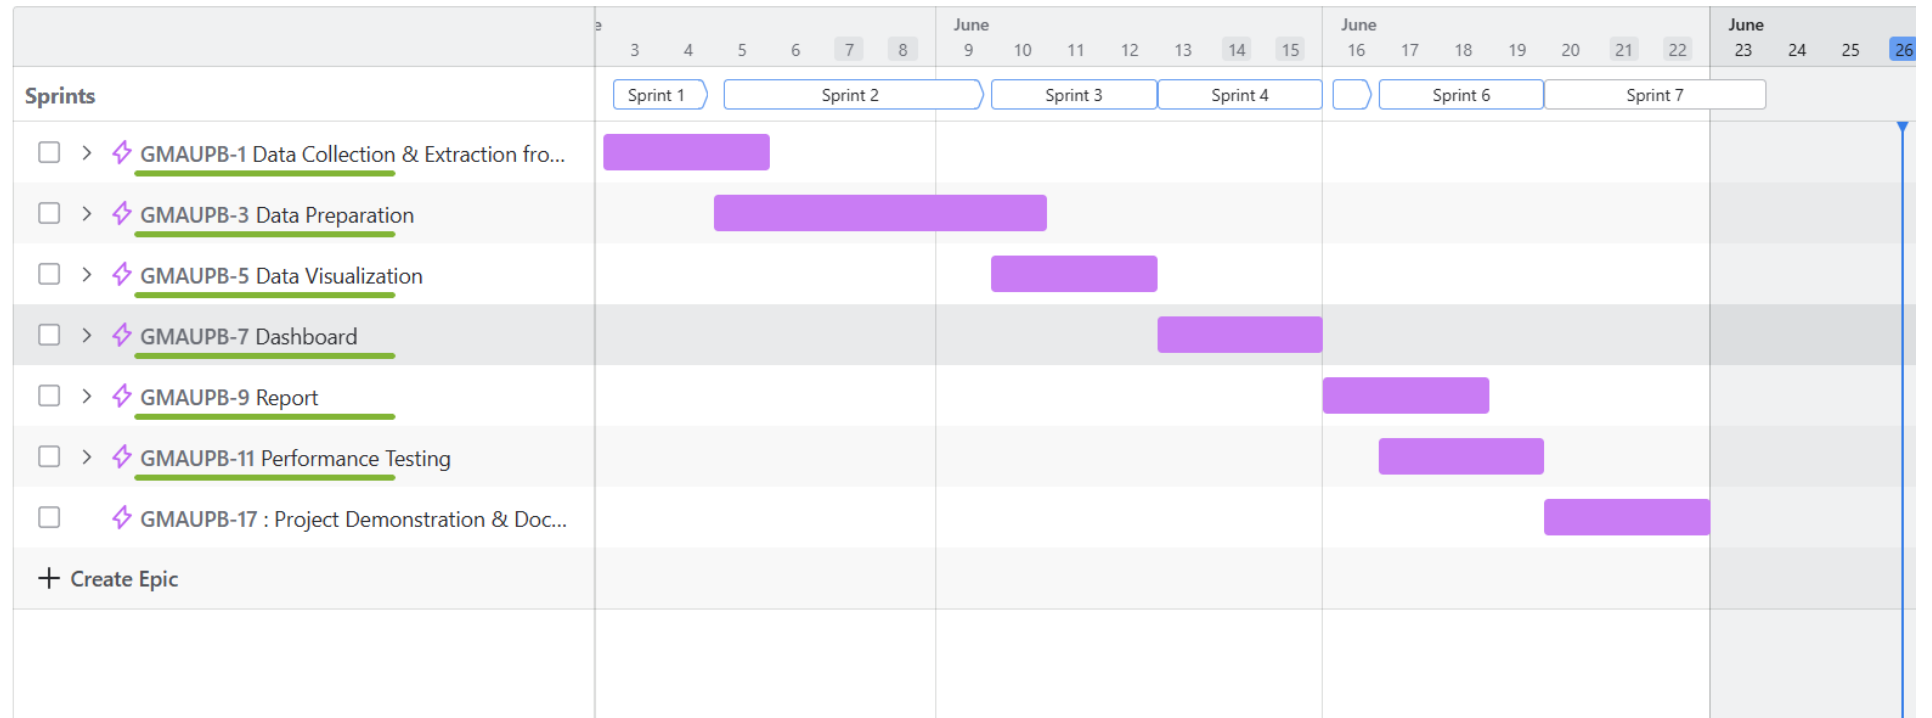 June June June
3 4 5 6 7 8 9 10 11 12 13 14 15 16 17 18 19 20 21 22 23 24 25 26
Sprints Sprint 1 Sprint 2 Sprint 3 Sprint 4 Sprint 6 Sprint 7
GMAUPB-1 Data Collection & Extraction fro...
GMAUPB-3 Data Preparation
GMAUPB-5 Data Visualization
GMAUPB-7 Dashboard
GMAUPB-9 Report
GMAUPB-11 Performance Testing
GMAUPB-17 : Project Demonstration & Doc...
+ Create Epic